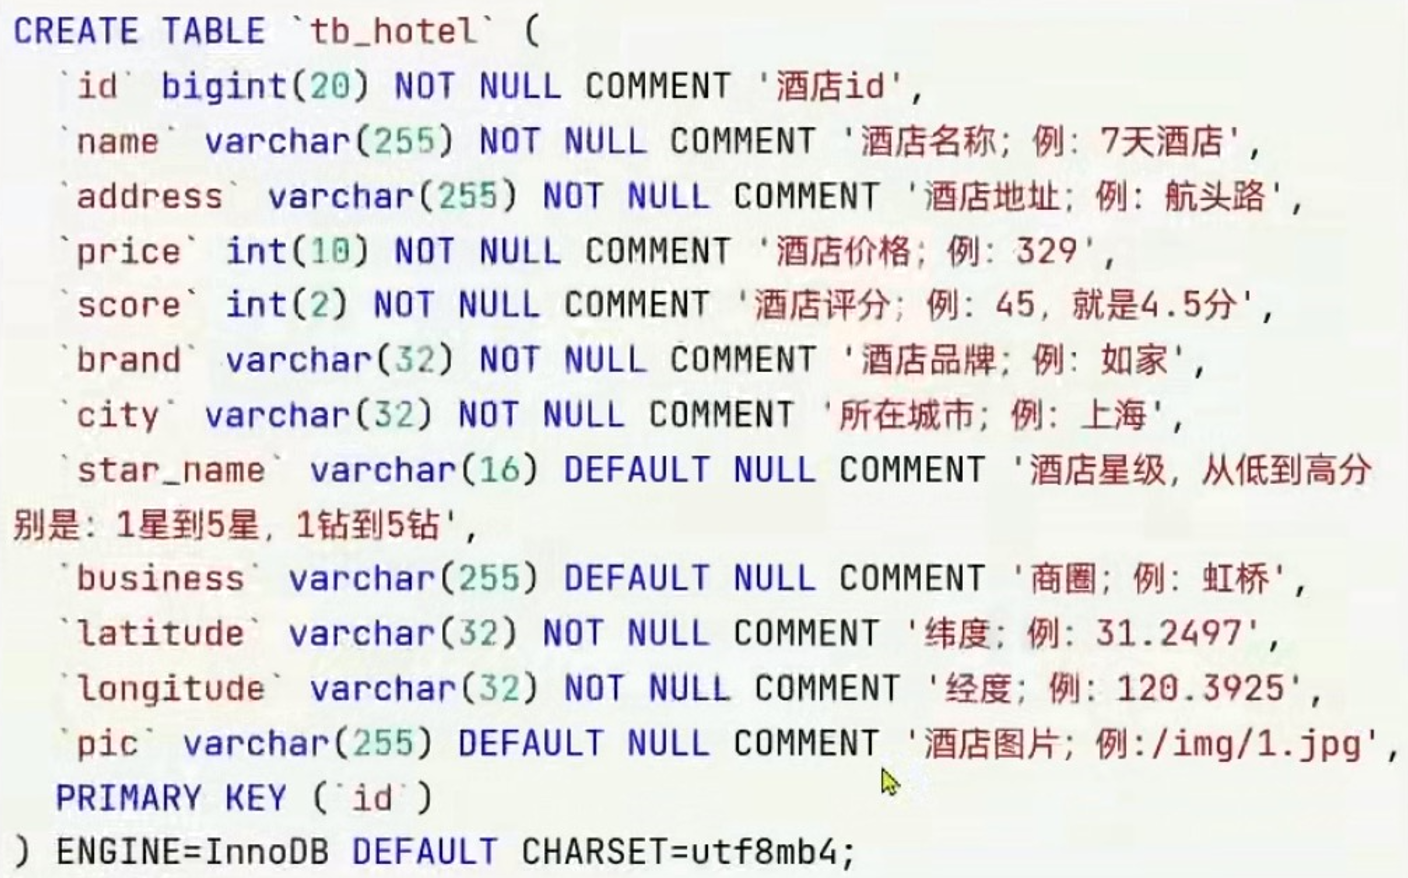 CREATE TABLE `tb_hotel` (
`id` bigint(20) NOT NULL COMMENT '酒店id',
`name` varchar(255) NOT NULL COMMENT '酒店名称；例：7天酒店',
`address` varchar(255) NOT NULL COMMENT '酒店地址；例：航头路',
`price` int(10) NOT NULL COMMENT '酒店价格；例：329',
`score` int(2) NOT NULL COMMENT '酒店评分；例：45，就是4.5分',
`brand` varchar(32) NOT NULL COMMENT '酒店品牌；例：如家',
`city` varchar(32) NOT NULL COMMENT '所在城市；例：上海',
`star_name` varchar(16) DEFAULT NULL COMMENT '酒店星级，从低到高分
别是：1星到5星，1钻到5钻',
`business` varchar(255) DEFAULT NULL COMMENT '商圈；例：虹桥',
`latitude` varchar(32) NOT NULL COMMENT '纬度；例：31.2497',
`longitude` varchar(32) NOT NULL COMMENT '经度；例：120.3925',
`pic` varchar(255) DEFAULT NULL COMMENT '酒店图片；例:/img/1.jpg',
PRIMARY KEY (`id`)
) ENGINE=InnoDB DEFAULT CHARSET=utf8mb4;